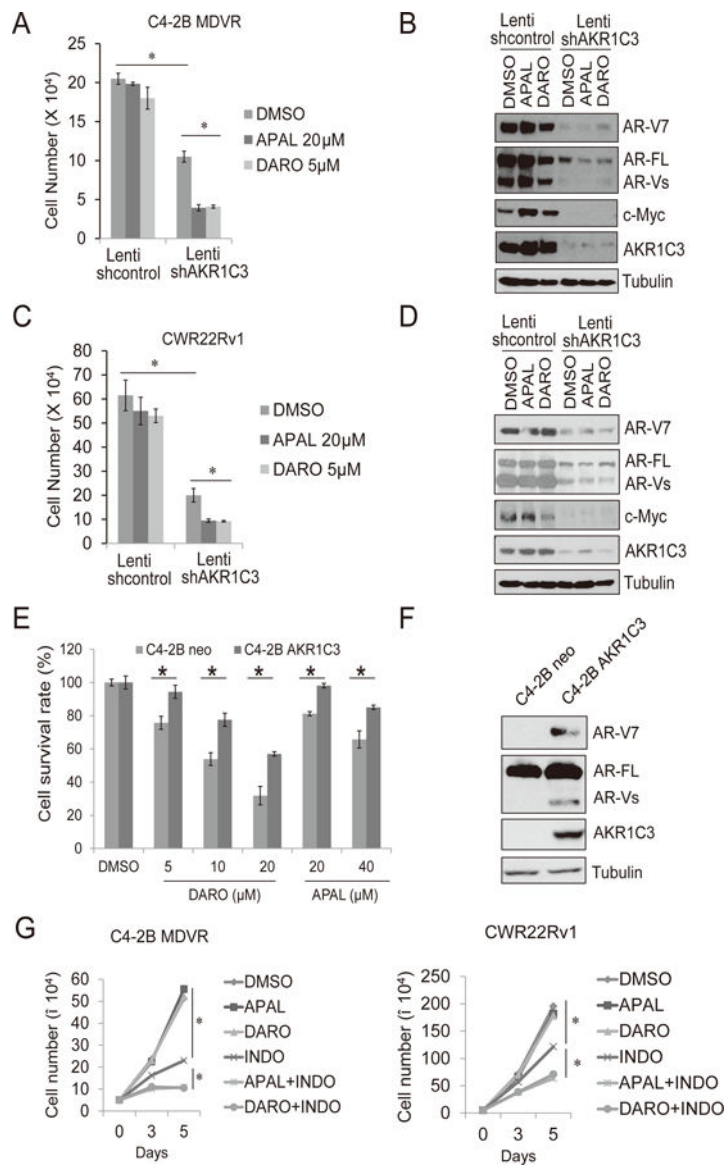 A
C4-2B MDVR
Cell Number (X 10⁴)
25
20
15
10
5
0
*
*
DMSO
APAL 20µM
DARO 5µM
Lenti
shcontrol
Lenti
shAKR1C3
B
Lenti
shcontrol
Lenti
shAKR1C3
DMSO
APAL
DARO
DMSO
APAL
DARO
AR-V7
AR-FL
AR-Vs
c-Myc
AKR1C3
Tubulin
C
CWR22Rv1
Cell Number (X 10⁴)
80
70
60
50
40
30
20
10
0
*
*
DMSO
APAL 20µM
DARO 5µM
Lenti
shcontrol
Lenti
shAKR1C3
D
Lenti
shcontrol
Lenti
shAKR1C3
DMSO
APAL
DARO
DMSO
APAL
DARO
AR-V7
AR-FL
AR-Vs
c-Myc
AKR1C3
Tubulin
E
C4-2B neo
C4-2B AKR1C3
Cell survival rate (%)
120
100
80
60
40
20
0
* * * * *
DMSO 5 10 20 20 40
DARO (µM) APAL (µM)
F
C4-2B neo
C4-2B AKR1C3
AR-V7
AR-FL
AR-Vs
AKR1C3
Tubulin
G
C4-2B MDVR
Cell number (ī 10⁴)
60
50
40
30
20
10
0
*
*
0 3 5
Days
DMSO
APAL
DARO
INDO
APAL+INDO
DARO+INDO
CWR22Rv1
Cell number (ī 10⁴)
250
200
150
100
50
0
*
*
0 3 5
Days
DMSO
APAL
DARO
INDO
APAL+INDO
DARO+INDO